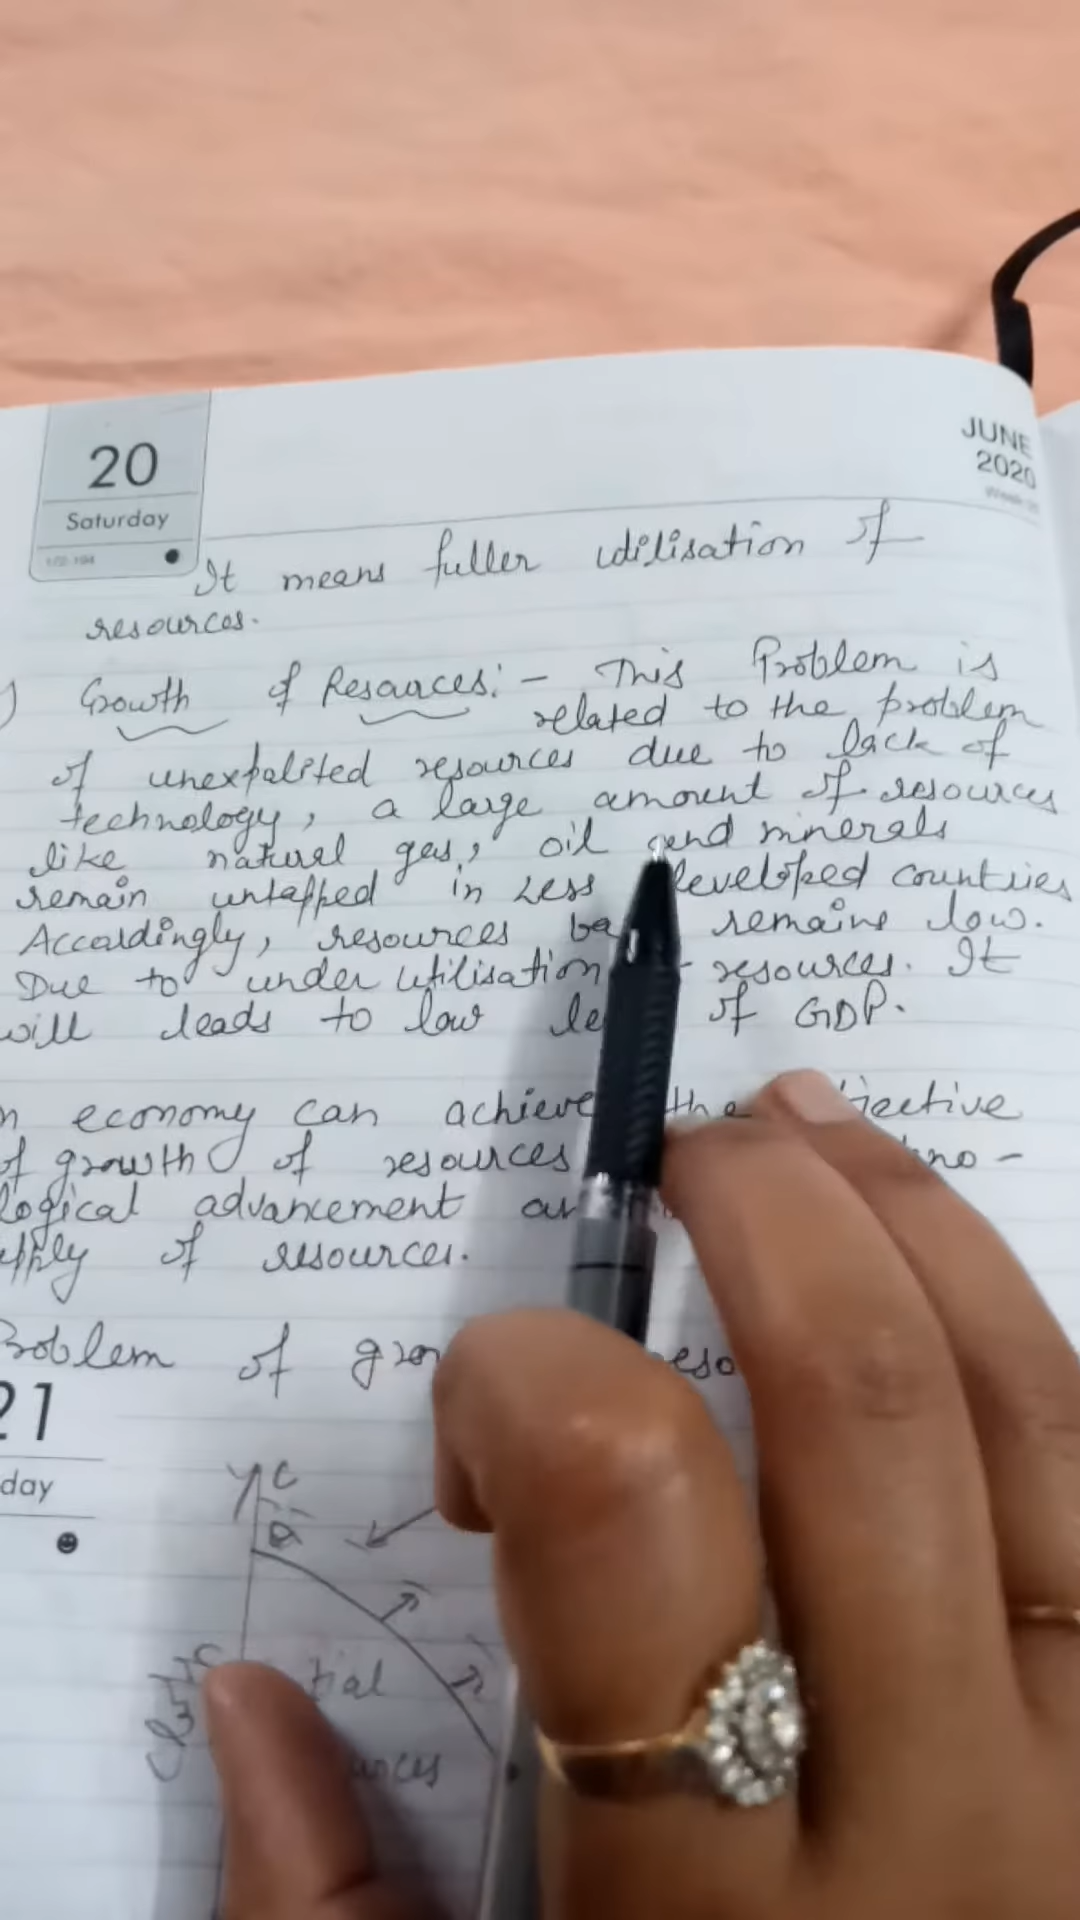 20
Saturday
JUNE
2020
It means fuller utilisation of
resources.
Growth of Resources:- This Problem is
related to the problem
of unexpalited resources due to lack of
technology, a large amount of resources
like natural gas, oil and minerals
remain untapped in Less developed countries
Accordingly, resources remains low.
Due to under utilisation resources. It
will leads to low of GDP.
economy can achieve the
of growth of resources
logical advancement
of resources.
Problem of
21
day
Y C